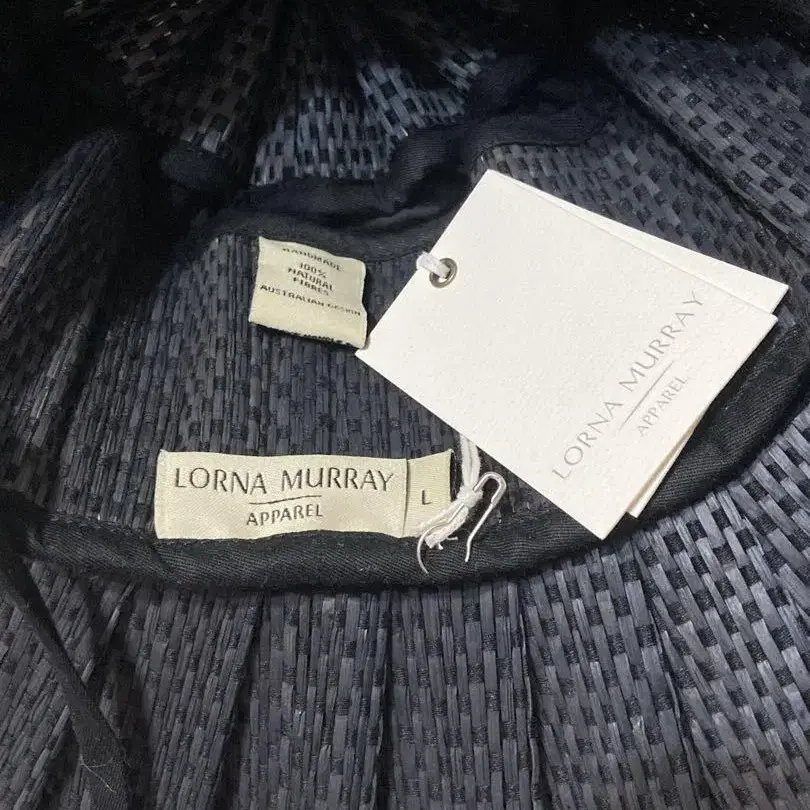 HANDMADE
100%
NATURAL
FIBRES
AUSTRALIAN DESIGN
LORNA MURRAY
APPAREL
L
LORNA MURRAY
APPAREL